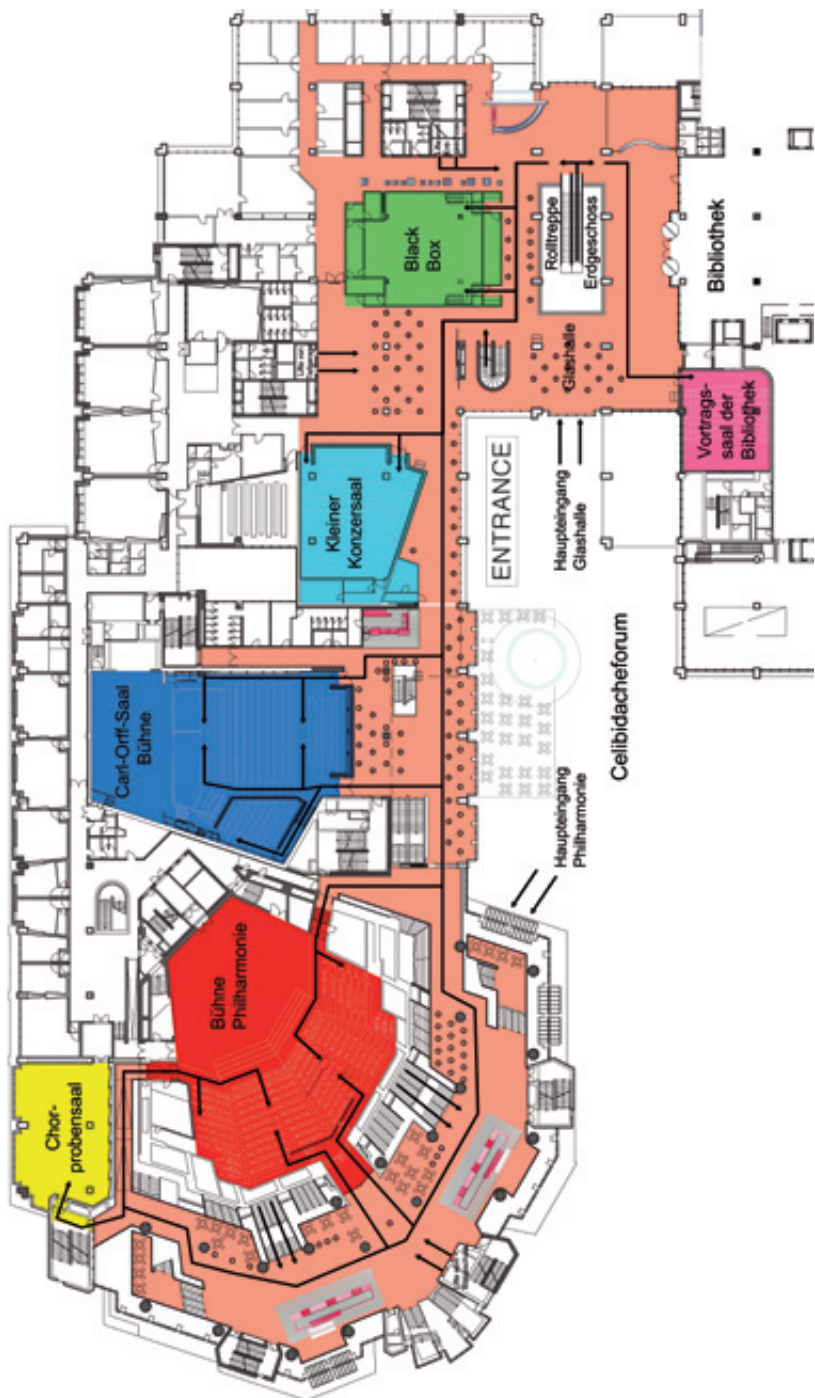 Black
Box
Rolltreppe
Erdgeschoss
Bibliothek
Glashalle
Vortrags-
saal der
Bibliothek
Kleiner
Konzersaal
ENTRANCE
Haupteingang
Glashalle
Carl-Orff-Saal
Bühne
Celibidacheforum
Haupteingang
Philharmonie
Bühne
Philharmonie
Chor-
probensaal